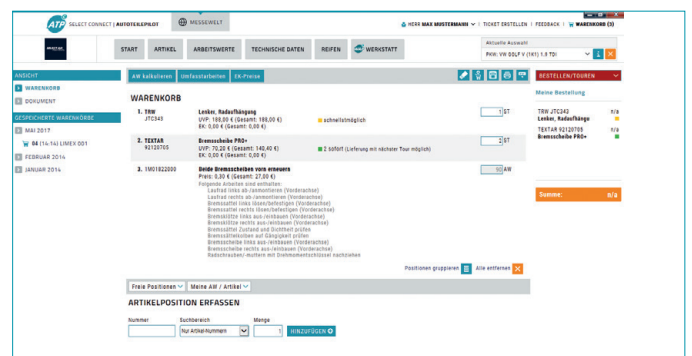 ATP SELECT CONNECT | AUTOTEILEPILOT
MESSEWELT
HERR MAX MUSTERMANN | TICKET ERSTELLEN | FEEDBACK | WARENKORB (3)
START ARTIKEL ARBEITSWERTE TECHNISCHE DATEN REIFEN WERKSTATT
Aktuelle Auswahl
PKW: VW GOLF V (1K1) 1.9 TDI
ANSICHT
WARENKORB
DOKUMENT
GESPEICHERTE WARENKÖRBE
MAI 2017
04 (14:14) LIMEX 001
FEBRUAR 2014
JANUAR 2014
AW kalkulieren Umfassarbeiten EK-Preise
WARENKORB
1. TRW
JTC343
Lenker, Radaufhängung
UVP: 188,00 € (Gesamt: 188,00 €)
EK: 0,00 € (Gesamt: 0,00 €)
schnellstmöglich
1 ST
2. TEXTAR
92120705
Bremsscheibe PRO+
UVP: 70,20 € (Gesamt: 140,40 €)
EK: 0,00 € (Gesamt: 0,00 €)
2 sofort (Lieferung mit nächster Tour möglich)
2 ST
3. 1M01822000
Beide Bremsscheiben vorn erneuern
Preis: 0,30 € (Gesamt: 27,00 €)
Folgende Arbeiten sind enthalten:
Laufrad links ab-/anmontieren (Vorderachse)
Laufrad rechts ab-/anmontieren (Vorderachse)
Bremssattel links lösen/befestigen (Vorderachse)
Bremssattel rechts lösen/befestigen (Vorderachse)
Bremsklötze links aus-/einbauen (Vorderachse)
Bremsklötze rechts aus-/einbauen (Vorderachse)
Bremssättel Zustand und Dichtheit prüfen
Bremssattelkolben auf Gängigkeit prüfen
Bremsscheibe links aus-/einbauen (Vorderachse)
Bremsscheibe rechts aus-/einbauen (Vorderachse)
Radschrauben/-muttern mit Drehmomentschlüssel nachziehen
90 AW
Positionen gruppieren Alle entfernen
Freie Positionen Meine AW / Artikel
ARTIKELPOSITION ERFASSEN
Nummer Suchbereich Menge
Nur Artikel-Nummern 1 HINZUFÜGEN
BESTELLEN/TOUREN
Meine Bestellung
TRW JTC343 n/a
Lenker, Radaufhänge
TEXTAR 92120705 n/a
Bremsscheibe PRO+
Summe: n/a